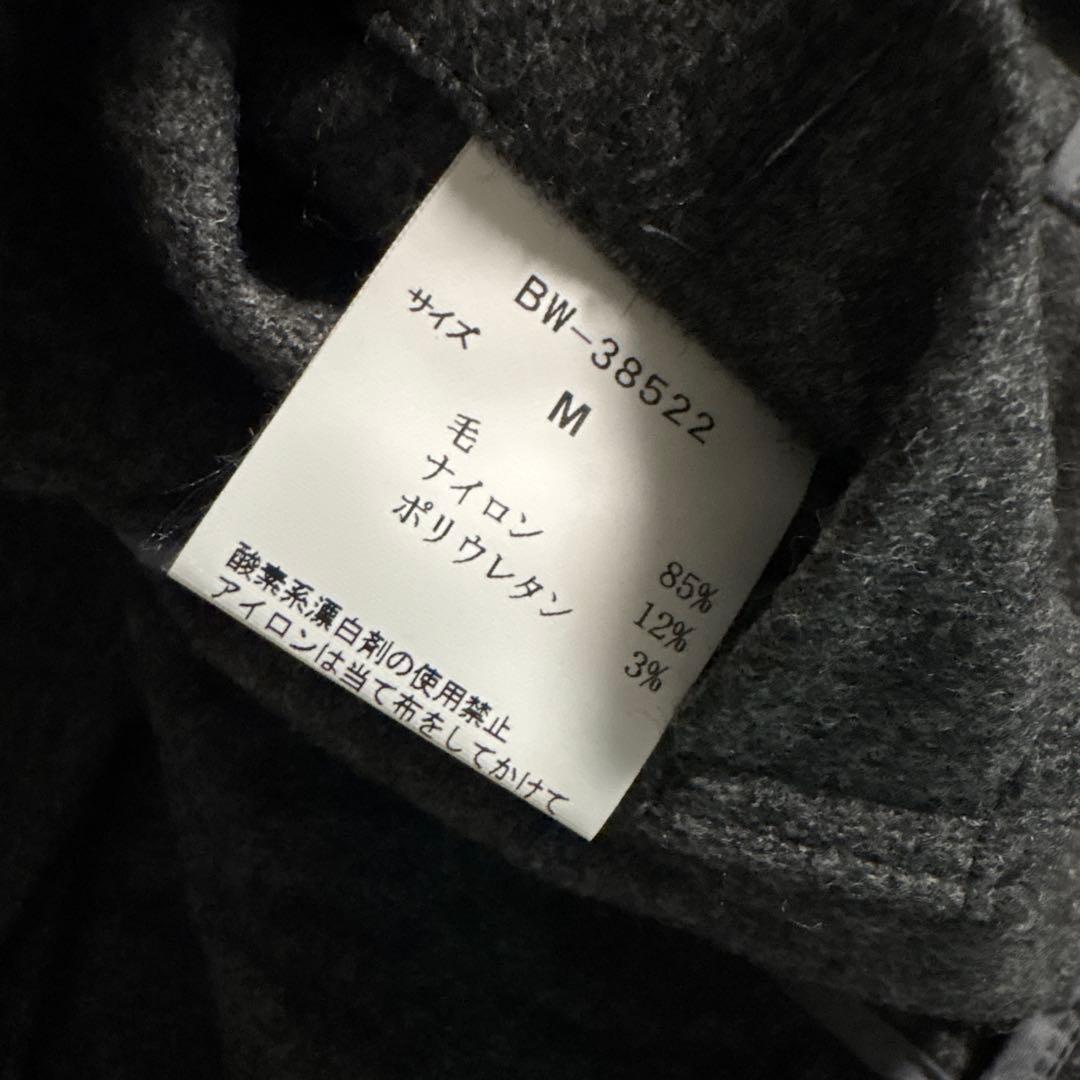 BW-38522
サイズ M
毛 85%
ナイロン 12%
ポリウレタン 3%
酸素系漂白剤の使用禁止
アイロンは当て布をしてかけて